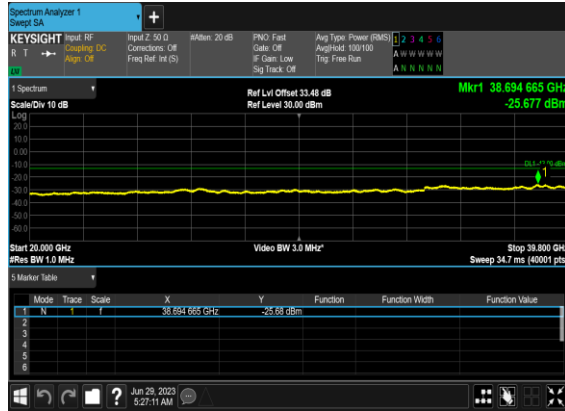 Spectrum Analyzer 1
Swept SA
+
KEYSIGHT Input: RF Input Z: 50 Ω #Atten: 20 dB PNO: Fast Avg Type: Power (RMS) 1 2 3 4 5 6
R T Coupling: DC Corrections: Off Gate: Off Avg|Hold: 100/100 A W W W W W
Align: Off Freq Ref: Int (S) IF Gain: Low Trig: Free Run
LXI Sig Track: Off A N N N N N
1 Spectrum Ref Lvl Offset 33.48 dB Mkr1 38.694 665 GHz
Scale/Div 10 dB Ref Level 30.00 dBm -25.677 dBm
Log
20.0
10.0
0.00
-10.0
-20.0
-30.0
-40.0
-50.0
-60.0
1
Start 20.000 GHz Video BW 3.0 MHz* Stop 39.800 GHz
#Res BW 1.0 MHz Sweep 34.7 ms (40001 pts)
5 Marker Table
Mode Trace Scale X Y Function Function Width Function Value
1 N 1 f 38.694 665 GHz -25.68 dBm
2
3
4
5
6
? Jun 29, 2023
5:27:11 AM